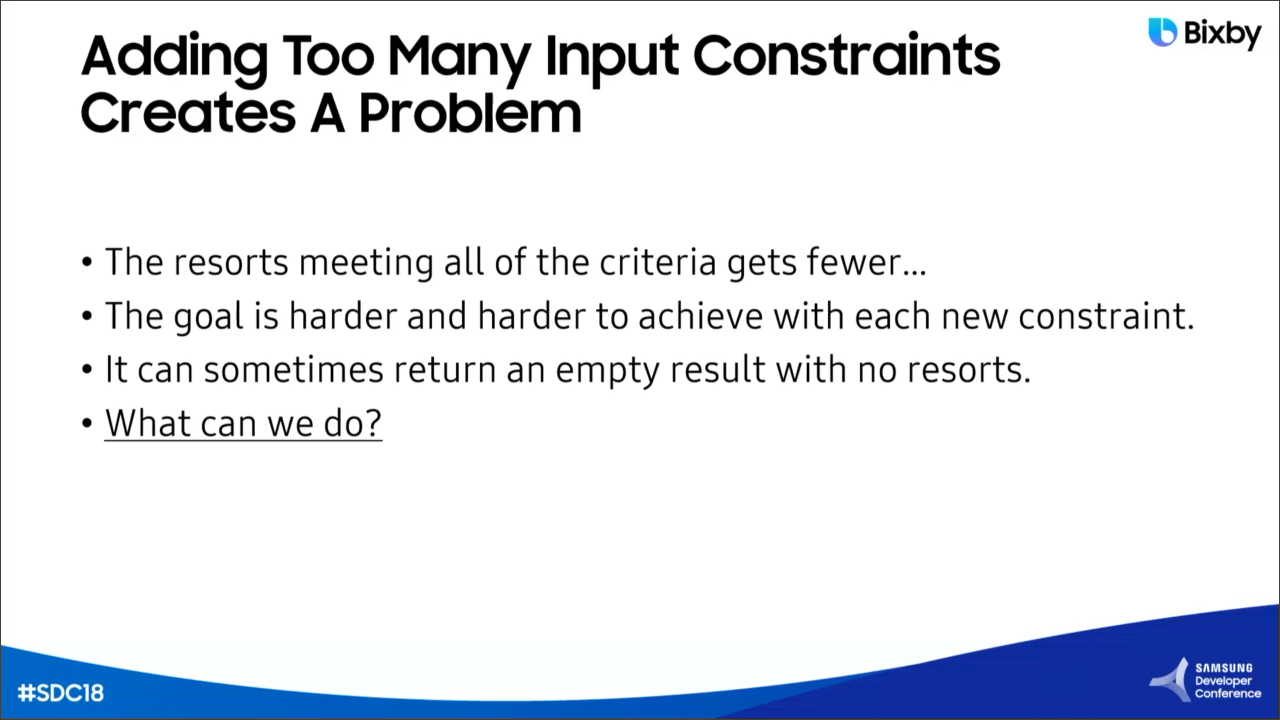 Adding Too Many Input Constraints
Creates A Problem
Bixby
• The resorts meeting all of the criteria gets fewer...
• The goal is harder and harder to achieve with each new constraint.
• It can sometimes return an empty result with no resorts.
• What can we do?
#SDC18
SAMSUNG
Developer
Conference